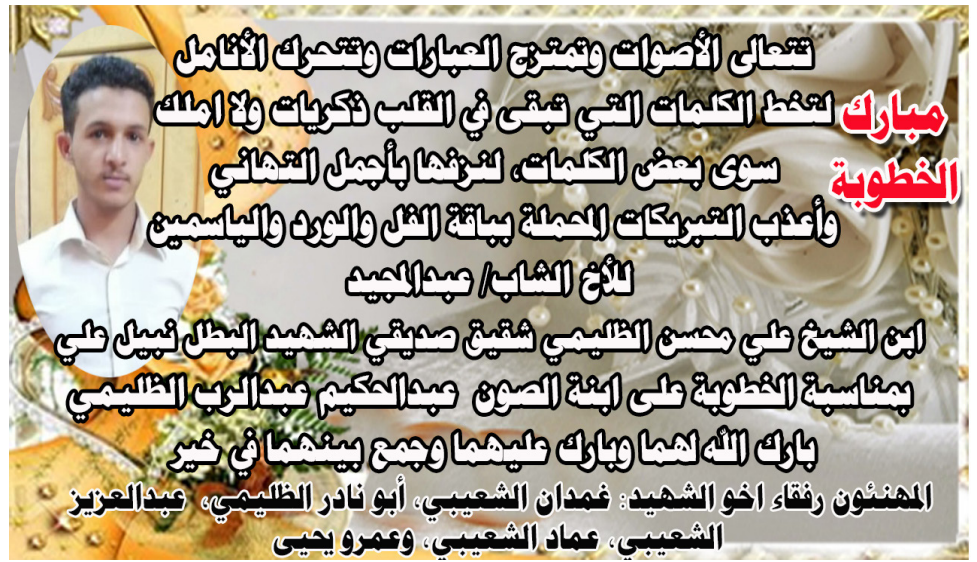 مبارك
الخطوبة
تتعالى الأصوات وتمتزج العبارات وتتحرك الأنامل
لتخط الكلمات التي تبقى في القلب ذكريات ولا املك
سوى بعض الكلمات، لنزفها بأجمل التهاني
وأعذب التبريكات المحملة بباقة الفل والورد والياسمين
للأخ الشاب/ عبدالمجيد
ابن الشيخ علي محسن الظليمي شقيق صديقي الشهيد البطل نبيل علي
بمناسبة الخطوبة على ابنة الصون عبدالحكيم عبدالرب الظليمي
بارك الله لهما وبارك عليهما وجمع بينهما في خير
المهنئون رفقاء اخو الشهيد: غمدان الشعيبي، أبو نادر الظليمي، عبدالعزيز
الشعيبي، عماد الشعيبي، وعمرو يحيى